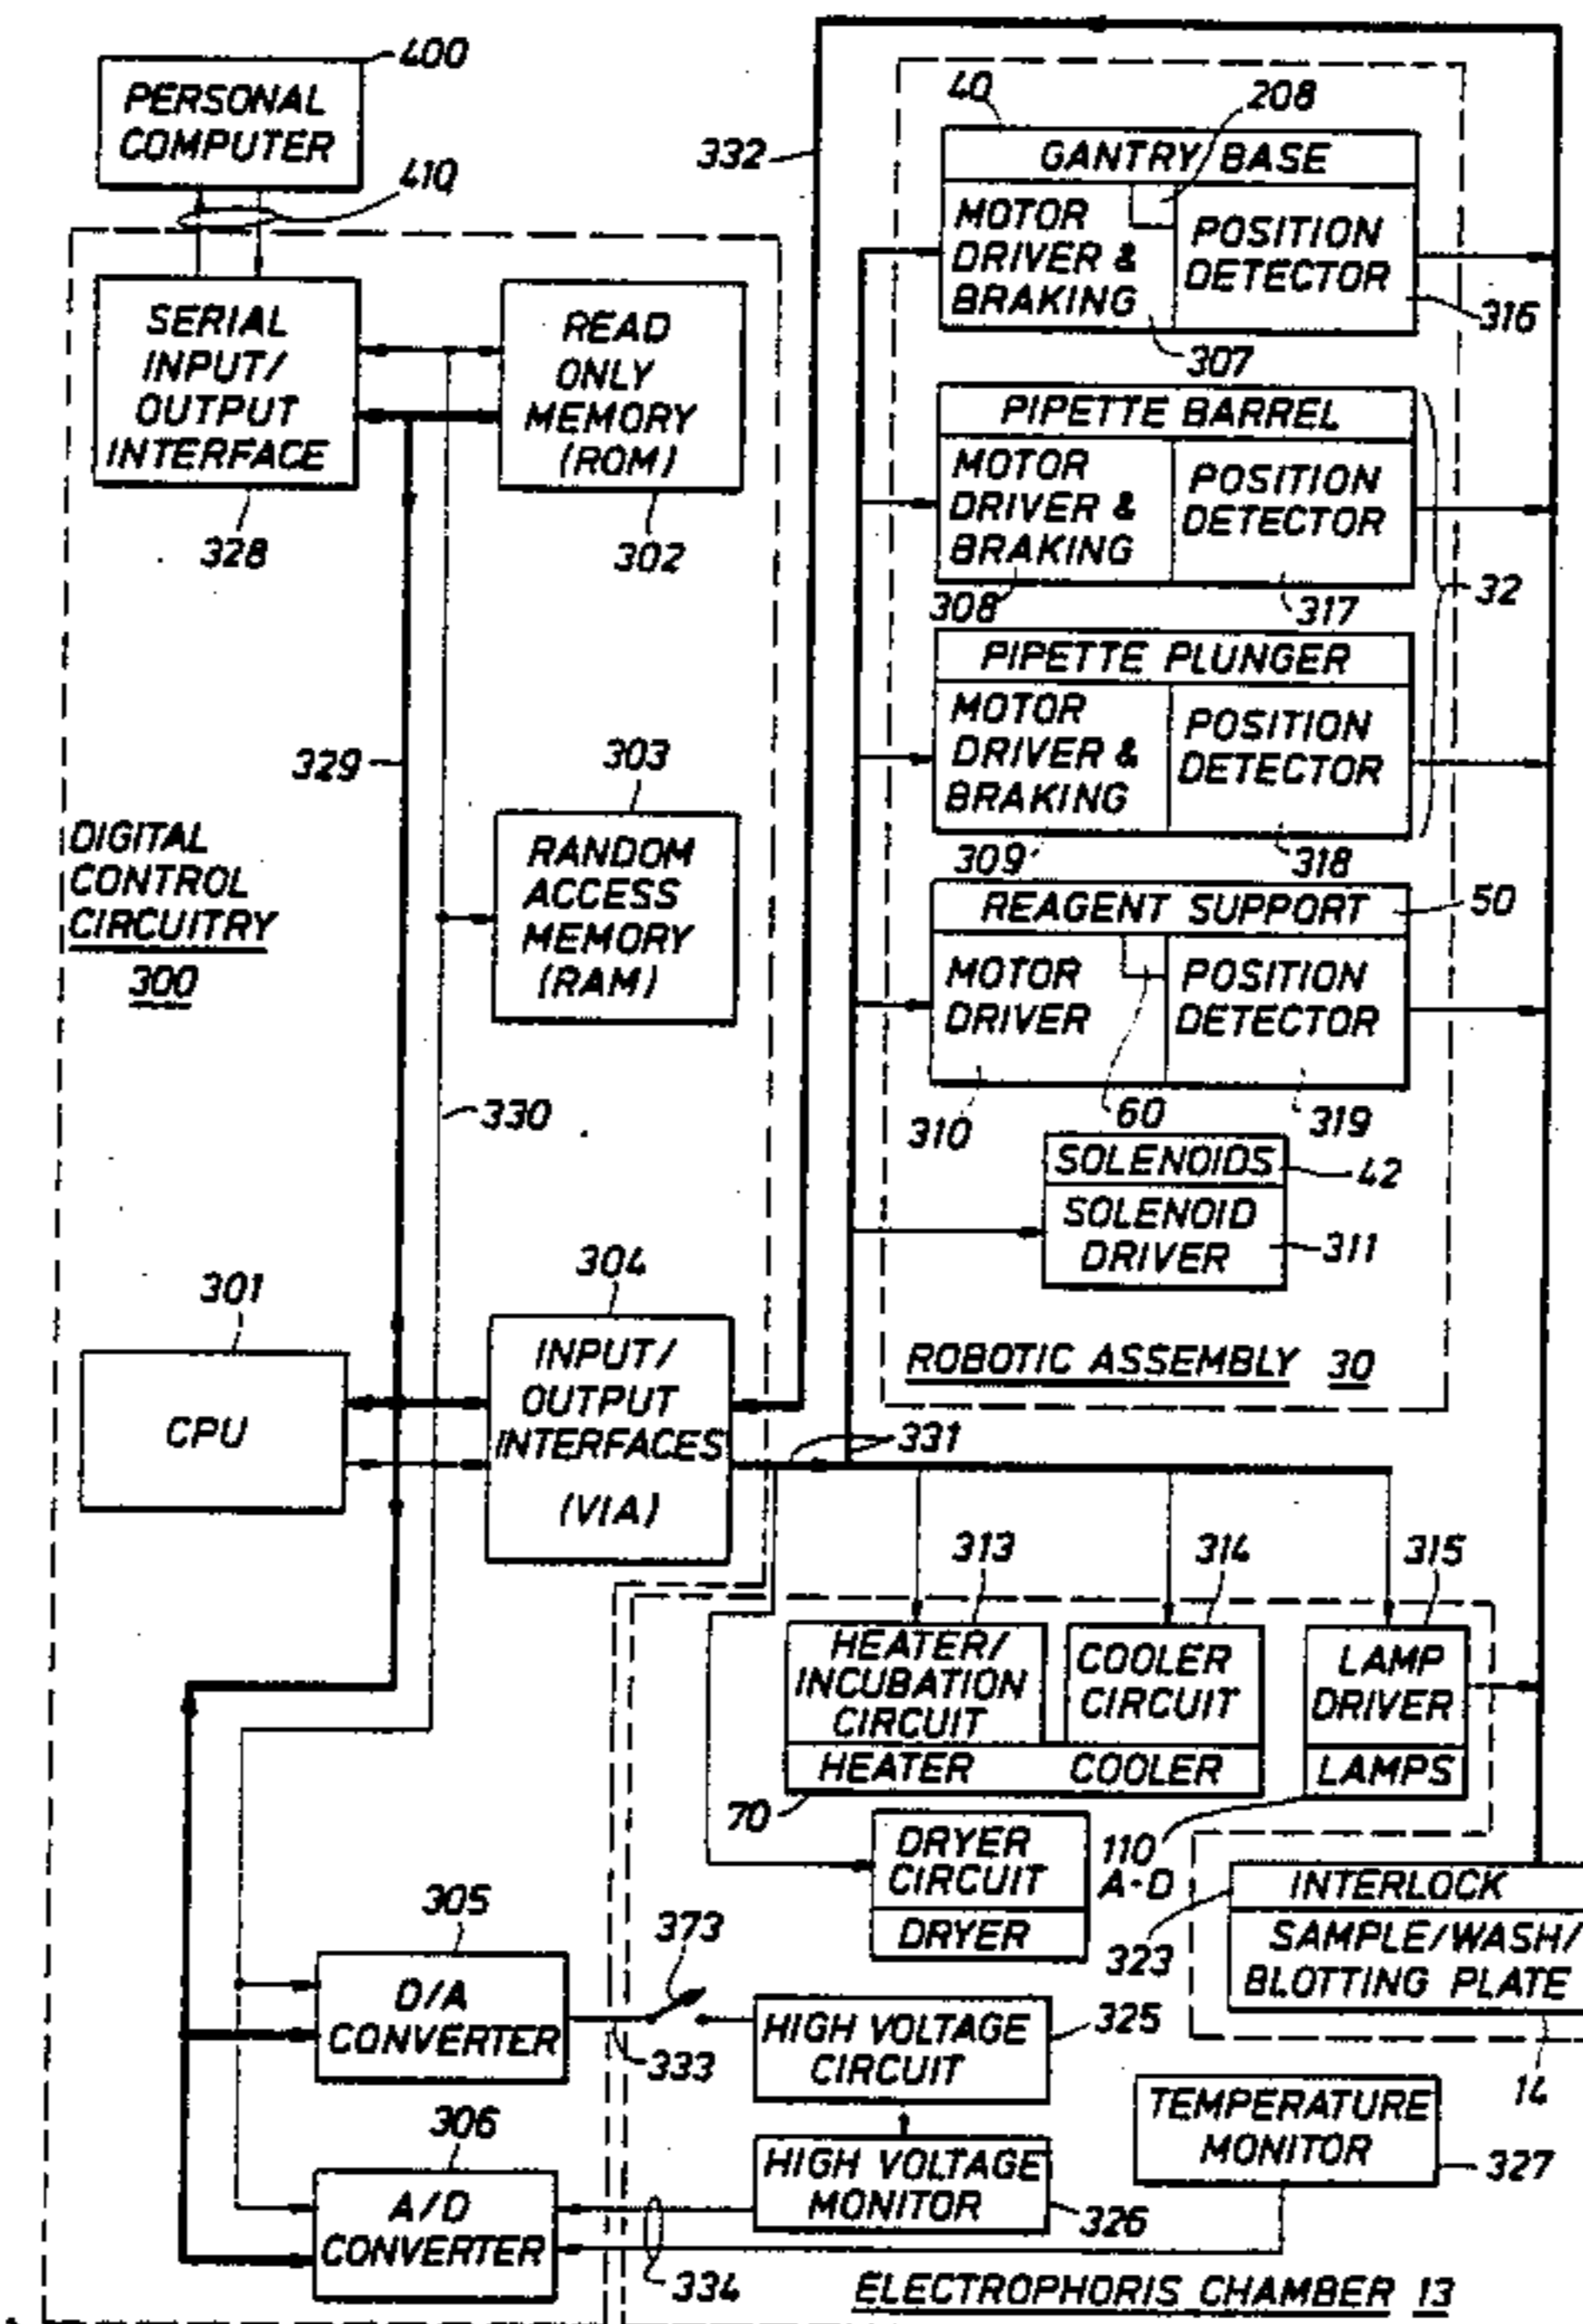 400
PERSONAL
COMPUTER
410
SERIAL
INPUT/
OUTPUT
INTERFACE
328
READ
ONLY
MEMORY
(ROM)
302
329
303
RANDOM
ACCESS
MEMORY
(RAM)
DIGITAL
CONTROL
CIRCUITRY
300
330
301
CPU
304
INPUT/
OUTPUT
INTERFACES
(VIA)
332
40
208
GANTRY BASE
MOTOR
DRIVER &
BRAKING
POSITION
DETECTOR
307
316
PIPETTE BARREL
MOTOR
DRIVER &
BRAKING
POSITION
DETECTOR
308
317
32
PIPETTE PLUNGER
MOTOR
DRIVER &
BRAKING
POSITION
DETECTOR
309
318
REAGENT SUPPORT
50
MOTOR
DRIVER
POSITION
DETECTOR
310
60
319
SOLENOIDS
42
SOLENOID
DRIVER
311
ROBOTIC ASSEMBLY 30
331
313
314
315
HEATER/
INCUBATION
CIRCUIT
COOLER
CIRCUIT
LAMP
DRIVER
HEATER
COOLER
LAMPS
70
110
A-D
DRYER
CIRCUIT
DRYER
INTERLOCK
323
SAMPLE/WASH/
BLOTTING PLATE
14
305
D/A
CONVERTER
373
333
HIGH VOLTAGE
CIRCUIT
325
306
A/D
CONVERTER
334
HIGH VOLTAGE
MONITOR
326
TEMPERATURE
MONITOR
327
ELECTROPHORIS CHAMBER 13